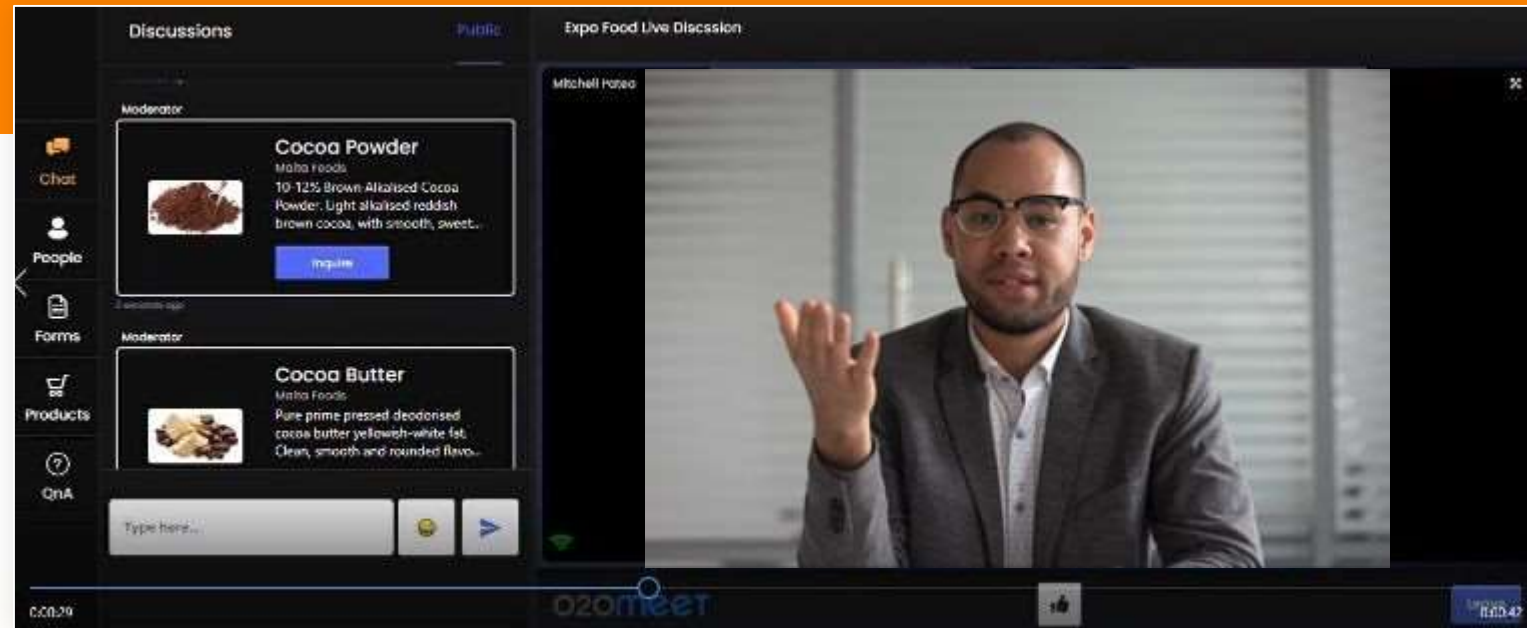 Discussions
Public
Expo Food Live Discssion
Moderator
Mitchell
Cocoa Powder
Malta Foods
10-12% Brown Alkalised Cocoa
Powder. Light alkalised reddish
brown cocoa, with smooth, sweet...
Inquire
Chat
People
Forms
Products
QnA
Moderator
Cocoa Butter
Malta Foods
Pure prime pressed deodorised
cocoa butter yellowish-white fat.
Clean, smooth and rounded flavo...
Type here...
o2omeet
0:00:29
0:00:42